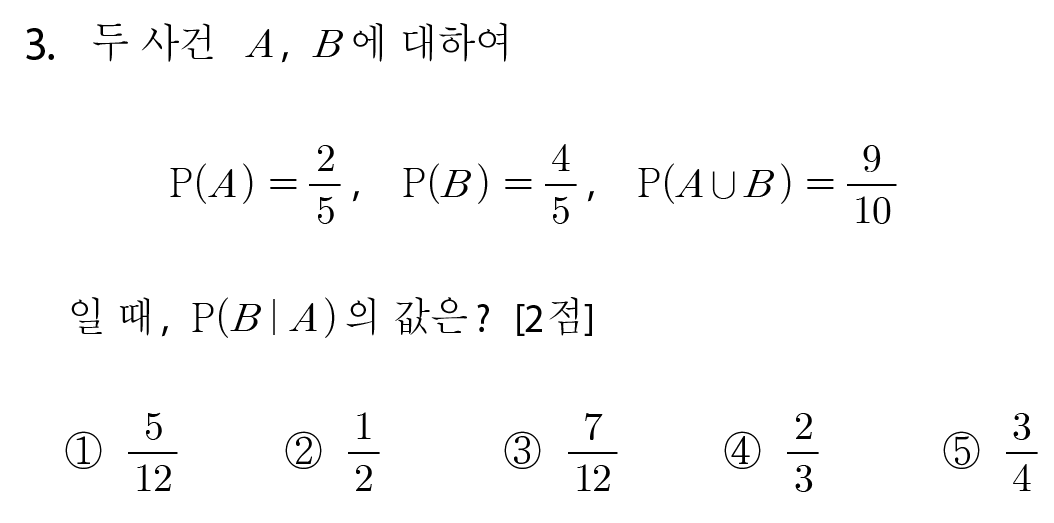 3. 두 사건 A, B에 대하여
P(A) = 2/5, P(B) = 4/5, P(A∪B) = 9/10
일 때, P(B|A)의 값은? [2점]
① 5/12 ② 1/2 ③ 7/12 ④ 2/3 ⑤ 3/4